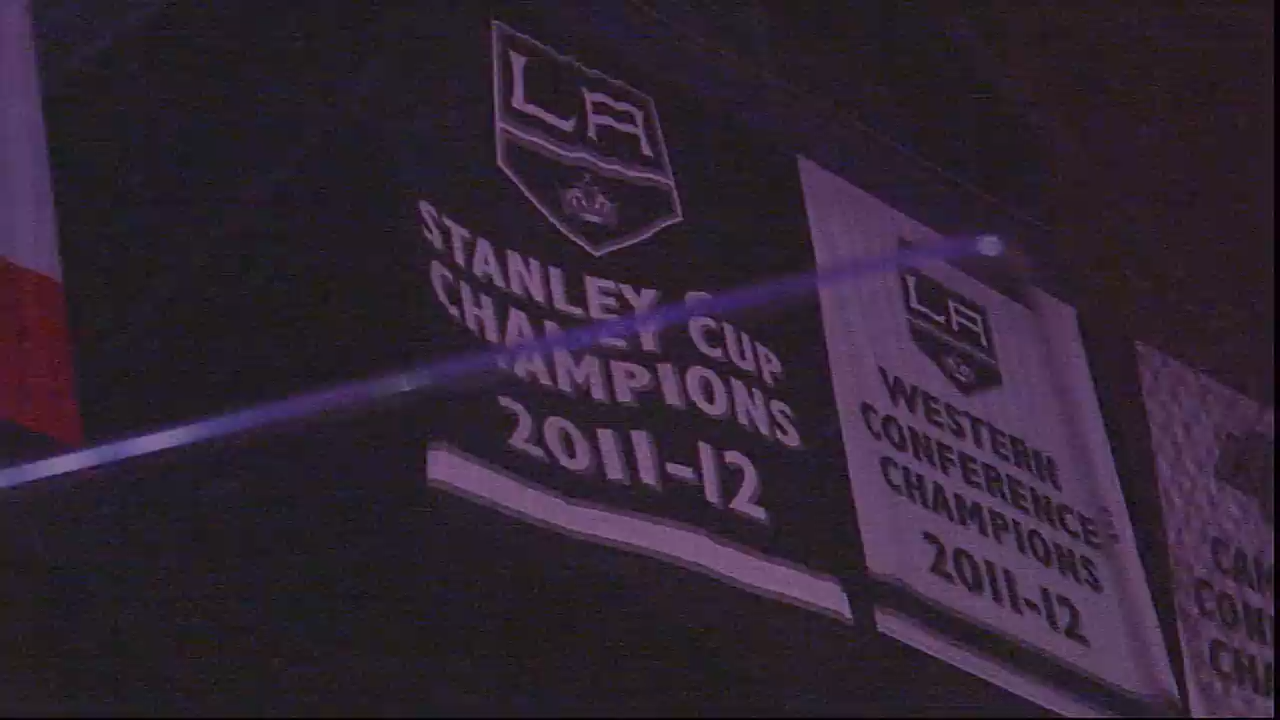 LA
STANLEY CUP
CHAMPIONS
2011-12
LA
WESTERN
CONFERENCE
CHAMPIONS
2011-12